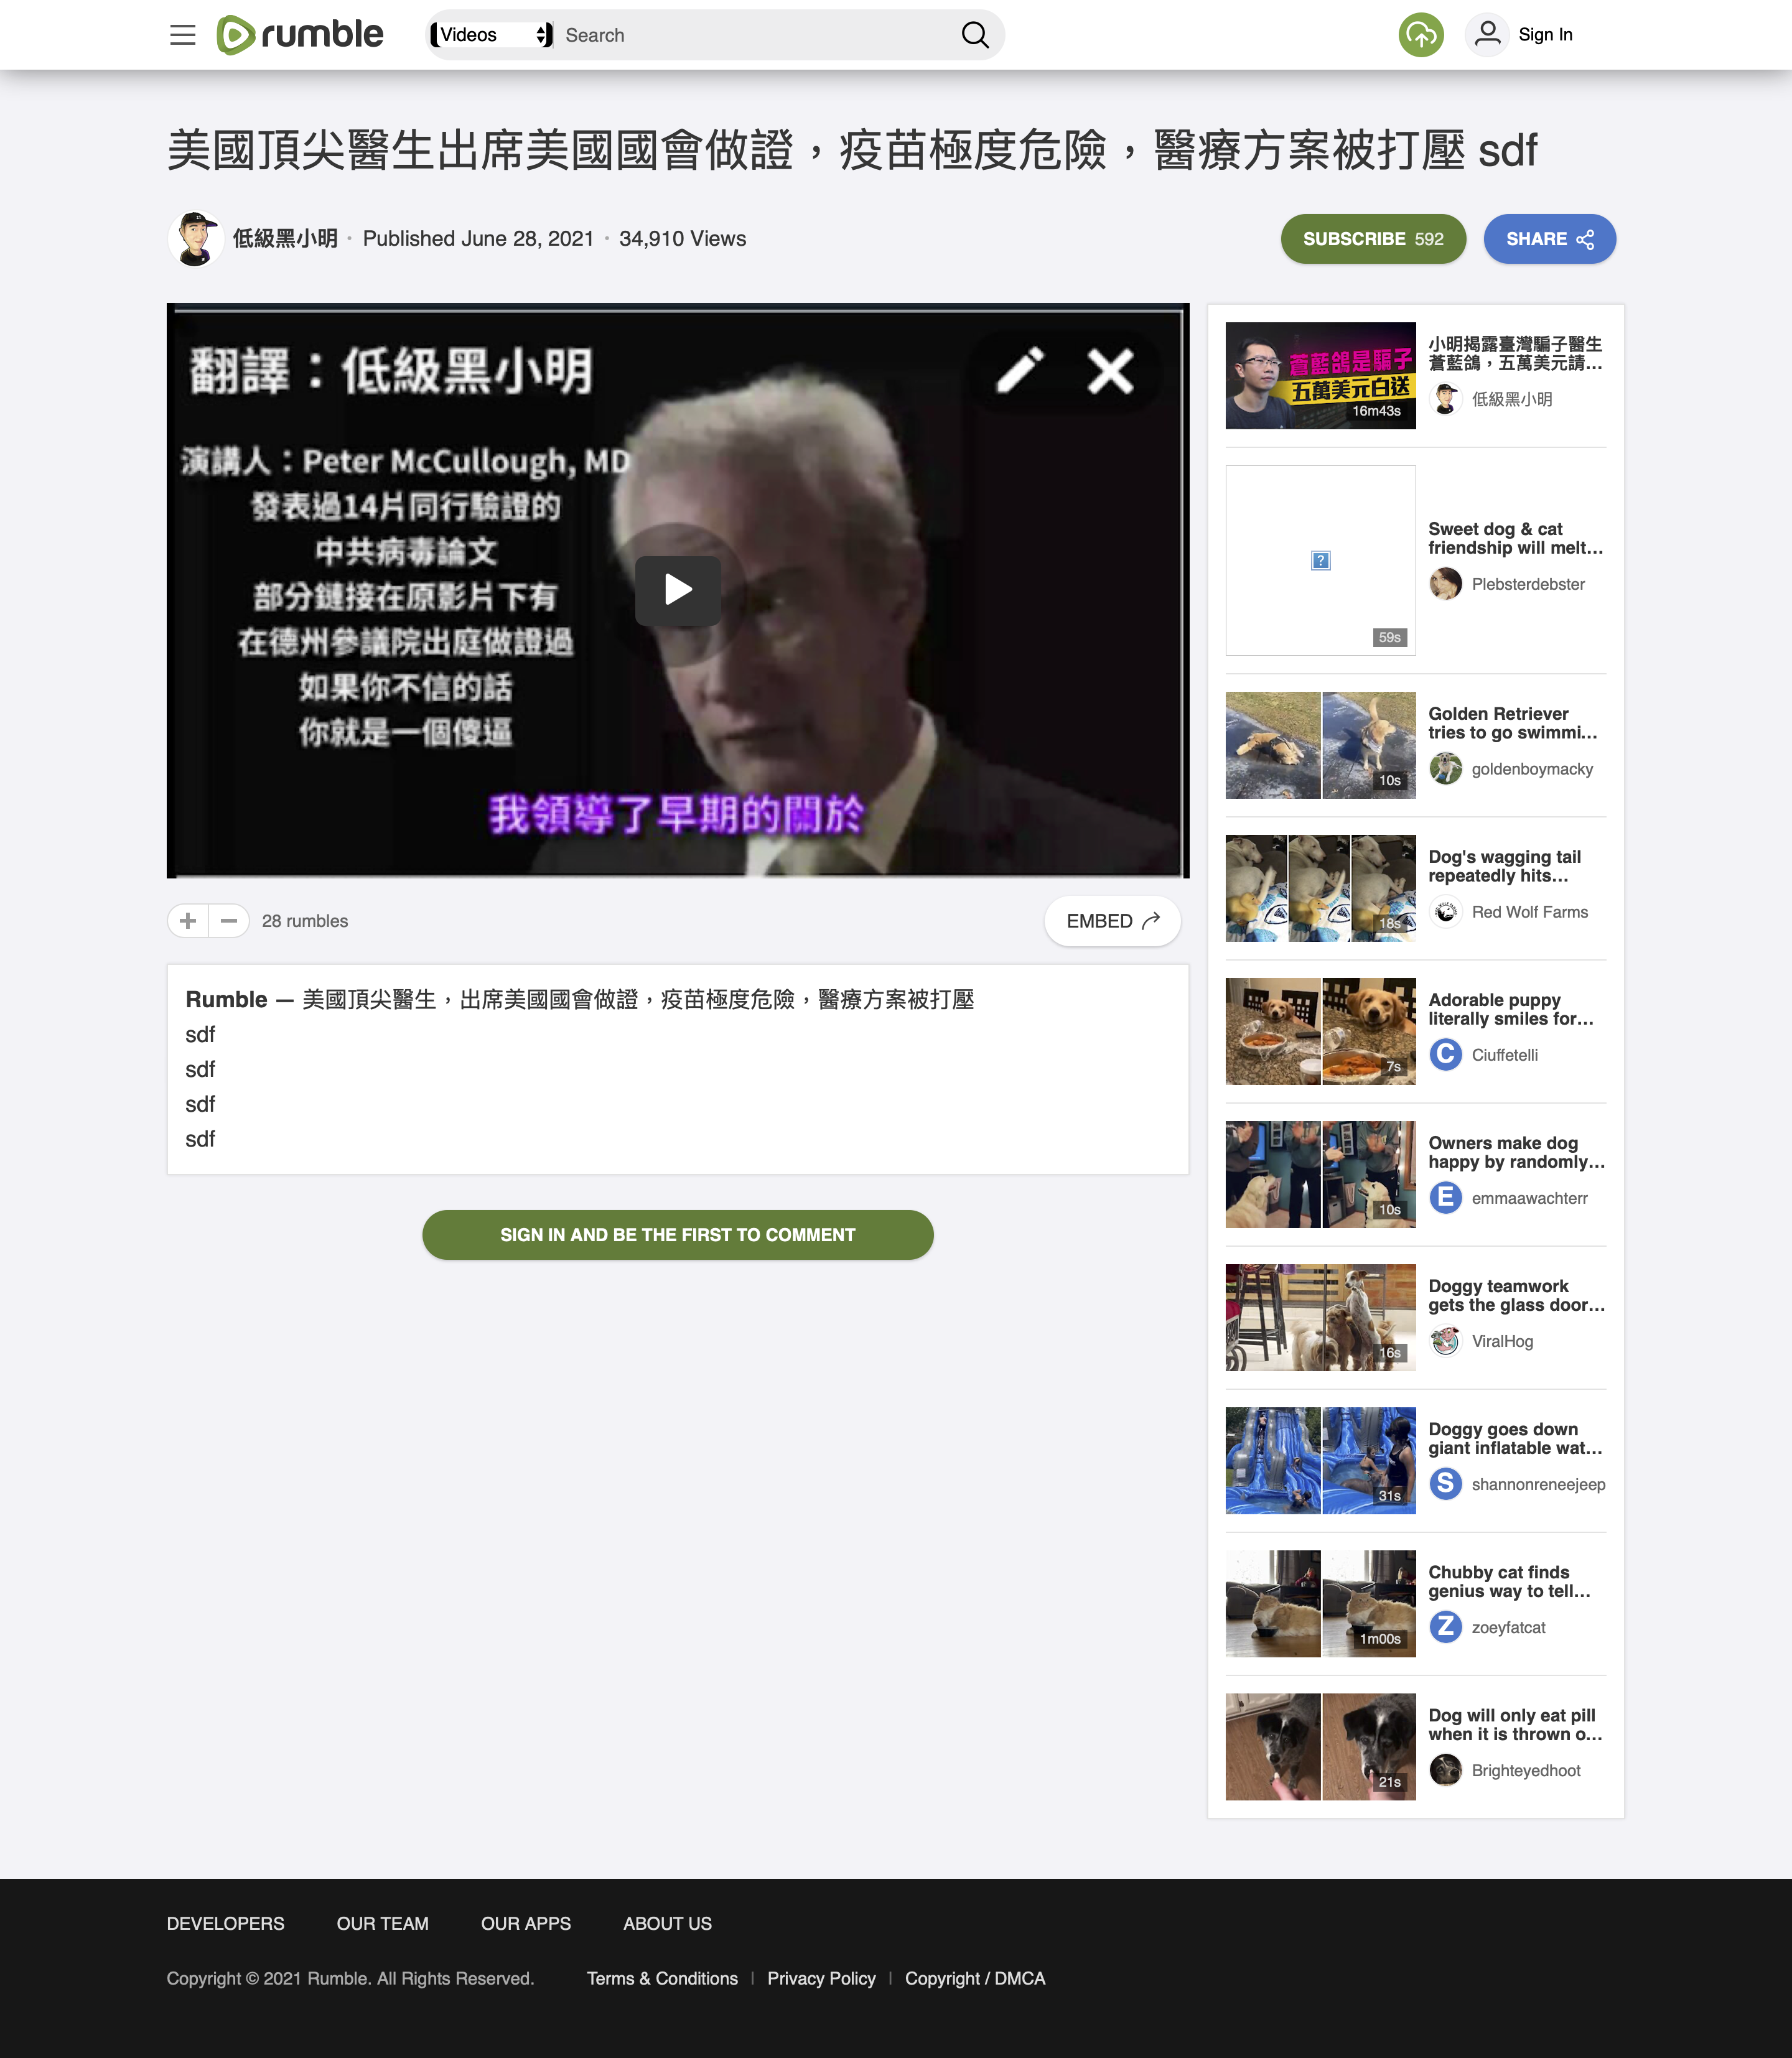 rumble
Videos
Search
Sign In
美國頂尖醫生出席美國國會做證，疫苗極度危險，醫療方案被打壓 sdf
低級黑小明 · Published June 28, 2021 · 34,910 Views
SUBSCRIBE 592
SHARE
翻譯：低級黑小明
演講人：Peter McCullough, MD
發表過14片同行驗證的
中共病毒論文
部分鏈接在原影片下有
在德州參議院出庭做證過
如果你不信的話
你就是一個傻逼
我領導了早期的關於
28 rumbles
EMBED
Rumble — 美國頂尖醫生，出席美國國會做證，疫苗極度危險，醫療方案被打壓
sdf
sdf
sdf
sdf
SIGN IN AND BE THE FIRST TO COMMENT
蒼藍鴿是騙子
五萬美元白送
16m43s
小明揭露臺灣騙子醫生
蒼藍鴿，五萬美元請...
低級黑小明
59s
Sweet dog & cat
friendship will melt...
Plebsterdebster
10s
Golden Retriever
tries to go swimmi...
goldenboymacky
18s
Dog's wagging tail
repeatedly hits...
Red Wolf Farms
7s
Adorable puppy
literally smiles for...
C
Ciuffetelli
10s
Owners make dog
happy by randomly...
E
emmaawachterr
16s
Doggy teamwork
gets the glass door...
ViralHog
31s
Doggy goes down
giant inflatable wat...
S
shannonreneejeep
1m00s
Chubby cat finds
genius way to tell...
Z
zoeyfatcat
21s
Dog will only eat pill
when it is thrown o...
Brighteyedhoot
DEVELOPERS OUR TEAM OUR APPS ABOUT US
Copyright © 2021 Rumble. All Rights Reserved. Terms & Conditions | Privacy Policy | Copyright / DMCA